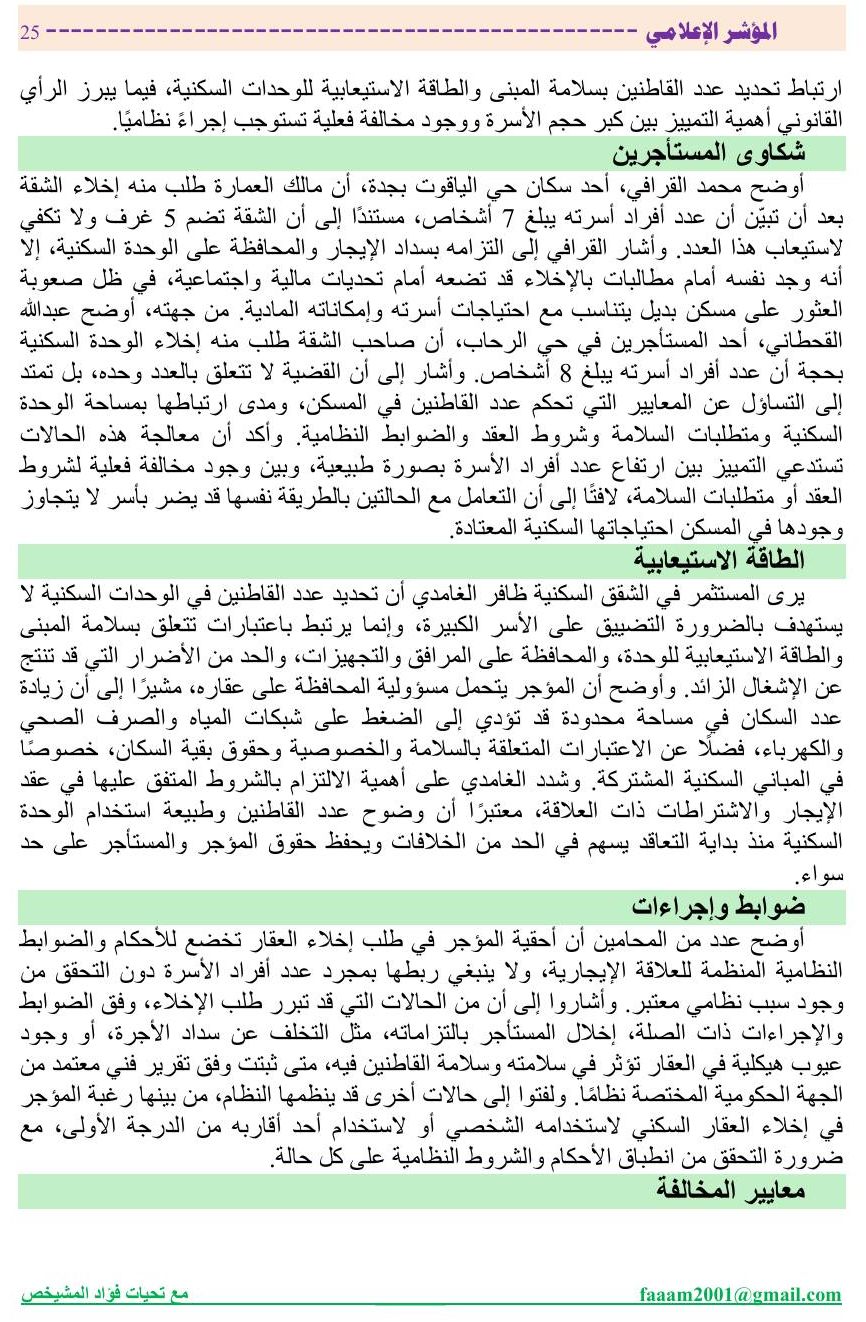 المؤشر الإعلامي ------------------------------------------------ 25
ارتباط تحديد عدد القاطنين بسلامة المبنى والطاقة الاستيعابية للوحدات السكنية، فيما يبرز الرأي
القانوني أهمية التمييز بين كبر حجم الأسرة ووجود مخالفة فعلية تستوجب إجراءً نظاميًا.
شكاوى المستأجرين
أوضح محمد القرافي، أحد سكان حي الياقوت بجدة، أن مالك العمارة طلب منه إخلاء الشقة
بعد أن تبيّن أن عدد أفراد أسرته يبلغ 7 أشخاص، مستندًا إلى أن الشقة تضم 5 غرف ولا تكفي
لاستيعاب هذا العدد. وأشار القرافي إلى التزامه بسداد الإيجار والمحافظة على الوحدة السكنية، إلا
أنه وجد نفسه أمام مطالبات بالإخلاء قد تضعه أمام تحديات مالية واجتماعية، في ظل صعوبة
العثور على مسكن بديل يتناسب مع احتياجات أسرته وإمكاناته المادية. من جهته، أوضح عبدالله
القحطاني، أحد المستأجرين في حي الرحاب، أن صاحب الشقة طلب منه إخلاء الوحدة السكنية
بحجة أن عدد أفراد أسرته يبلغ 8 أشخاص. وأشار إلى أن القضية لا تتعلق بالعدد وحده، بل تمتد
إلى التساؤل عن المعايير التي تحكم عدد القاطنين في المسكن، ومدى ارتباطها بمساحة الوحدة
السكنية ومتطلبات السلامة وشروط العقد والضوابط النظامية. وأكد أن معالجة هذه الحالات
تستدعي التمييز بين ارتفاع عدد أفراد الأسرة بصورة طبيعية، وبين وجود مخالفة فعلية لشروط
العقد أو متطلبات السلامة، لافتًا إلى أن التعامل مع الحالتين بالطريقة نفسها قد يضر بأسر لا يتجاوز
وجودها في المسكن احتياجاتها السكنية المعتادة.
الطاقة الاستيعابية
يرى المستثمر في الشقق السكنية ظافر الغامدي أن تحديد عدد القاطنين في الوحدات السكنية لا
يستهدف بالضرورة التضييق على الأسر الكبيرة، وإنما يرتبط باعتبارات تتعلق بسلامة المبنى
والطاقة الاستيعابية للوحدة، والمحافظة على المرافق والتجهيزات، والحد من الأضرار التي قد تنتج
عن الإشغال الزائد. وأوضح أن المؤجر يتحمل مسؤولية المحافظة على عقاره، مشيرًا إلى أن زيادة
عدد السكان في مساحة محدودة قد تؤدي إلى الضغط على شبكات المياه والصرف الصحي
والكهرباء، فضلًا عن الاعتبارات المتعلقة بالسلامة والخصوصية وحقوق بقية السكان، خصوصًا
في المباني السكنية المشتركة. وشدد الغامدي على أهمية الالتزام بالشروط المتفق عليها في عقد
الإيجار والاشتراطات ذات العلاقة، معتبرًا أن وضوح عدد القاطنين وطبيعة استخدام الوحدة
السكنية منذ بداية التعاقد يسهم في الحد من الخلافات ويحفظ حقوق المؤجر والمستأجر على حد
سواء.
ضوابط وإجراءات
أوضح عدد من المحامين أن أحقية المؤجر في طلب إخلاء العقار تخضع للأحكام والضوابط
النظامية المنظمة للعلاقة الإيجارية، ولا ينبغي ربطها بمجرد عدد أفراد الأسرة دون التحقق من
وجود سبب نظامي معتبر. وأشاروا إلى أن من الحالات التي قد تبرر طلب الإخلاء، وفق الضوابط
والإجراءات ذات الصلة، إخلال المستأجر بالتزاماته، مثل التخلف عن سداد الأجرة، أو وجود
عيوب هيكلية في العقار تؤثر في سلامته وسلامة القاطنين فيه، متى ثبتت وفق تقرير فني معتمد من
الجهة الحكومية المختصة نظامًا. ولفتوا إلى حالات أخرى قد ينظمها النظام، من بينها رغبة المؤجر
في إخلاء العقار السكني لاستخدامه الشخصي أو لاستخدام أحد أقاربه من الدرجة الأولى، مع
ضرورة التحقق من انطباق الأحكام والشروط النظامية على كل حالة.
معايير المخالفة
مع تحيات فؤاد المشيخص faaam2001@gmail.com